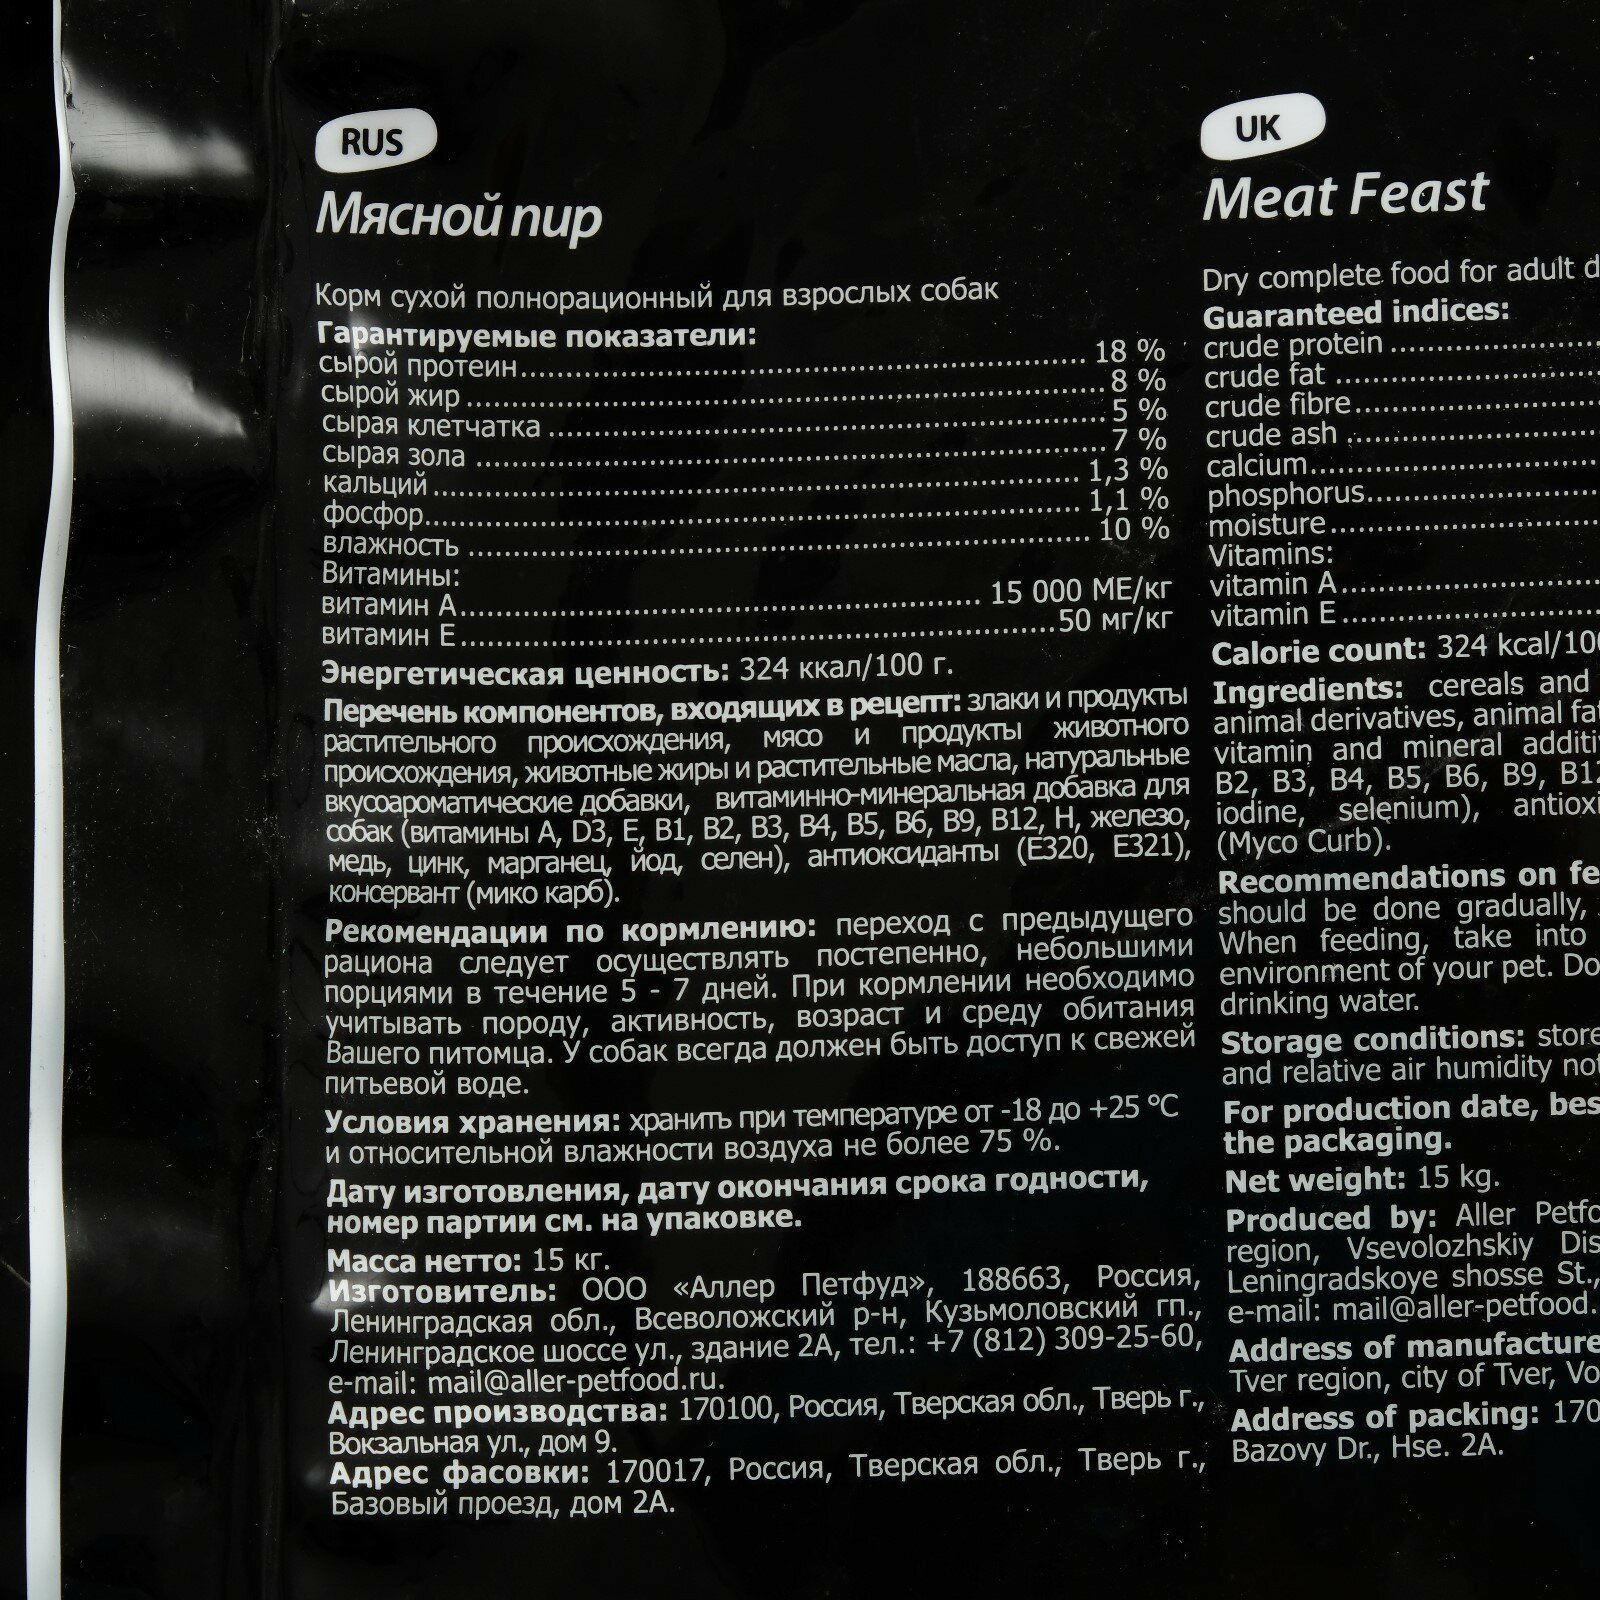 RUS
Мясной пир
Корм сухой полнорационный для взрослых собак
Гарантируемые показатели:
сырой протеин 18 %
сырой жир 8 %
сырая клетчатка 5 %
сырая зола 7 %
кальций 1,3 %
фосфор 1,1 %
влажность 10 %
Витамины:
витамин А 15 000 МЕ/кг
витамин Е 50 мг/кг
Энергетическая ценность: 324 ккал/100 г.
Перечень компонентов, входящих в рецепт: злаки и продукты
растительного происхождения, мясо и продукты животного
происхождения, животные жиры и растительные масла, натуральные
вкусоароматические добавки, витаминно-минеральная добавка для
собак (витамины А, D3, Е, В1, В2, В3, В4, В5, В6, В9, В12, Н, железо,
медь, цинк, марганец, йод, селен), антиоксиданты (Е320, Е321),
консервант (мико карб).
Рекомендации по кормлению: переход с предыдущего
рациона следует осуществлять постепенно, небольшими
порциями в течение 5 - 7 дней. При кормлении необходимо
учитывать породу, активность, возраст и среду обитания
Вашего питомца. У собак всегда должен быть доступ к свежей
питьевой воде.
Условия хранения: хранить при температуре от -18 до +25 °С
и относительной влажности воздуха не более 75 %.
Дату изготовления, дату окончания срока годности,
номер партии см. на упаковке.
Масса нетто: 15 кг.
Изготовитель: ООО «Аллер Петфуд», 188663, Россия,
Ленинградская обл., Всеволожский р-н, Кузьмоловский гп.,
Ленинградское шоссе ул., здание 2А, тел.: +7 (812) 309-25-60,
e-mail: mail@aller-petfood.ru.
Адрес производства: 170100, Россия, Тверская обл., Тверь г.,
Вокзальная ул., дом 9.
Адрес фасовки: 170017, Россия, Тверская обл., Тверь г.,
Базовый проезд, дом 2А.
UK
Meat Feast
Dry complete food for adult
Guaranteed indices:
crude protein
crude fat
crude fibre
crude ash
calcium
phosphorus
moisture
Vitamins:
vitamin A
vitamin E
Calorie count: 324 kcal/100
Ingredients: cereals and
animal derivatives, animal
vitamin and mineral
B2, B3, B4, B5, B6, B9, B12
iodine, selenium),
(Myco Curb).
Recommendations on
should be done gradually,
When feeding, take into
environment of your pet. Do
drinking water.
Storage conditions: store
and relative air humidity
For production date,
the packaging.
Net weight: 15 kg.
Produced by: Aller
region, Vsevolozhskiy
Leningradskoye shosse St.,
e-mail: mail@aller-petfood.
Address of
Tver region, city of Tver,
Address of packing:
Bazovy Dr., Hse. 2A.